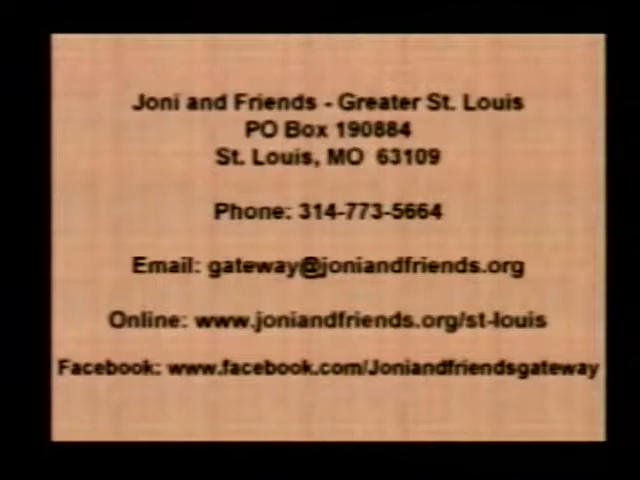 Joni and Friends - Greater St. Louis
PO Box 190884
St. Louis, MO 63109
Phone: 314-773-5664
Email: gateway@joniandfriends.org
Online: www.joniandfriends.org/st-louis
Facebook: www.facebook.com/Joniandfriendsgateway